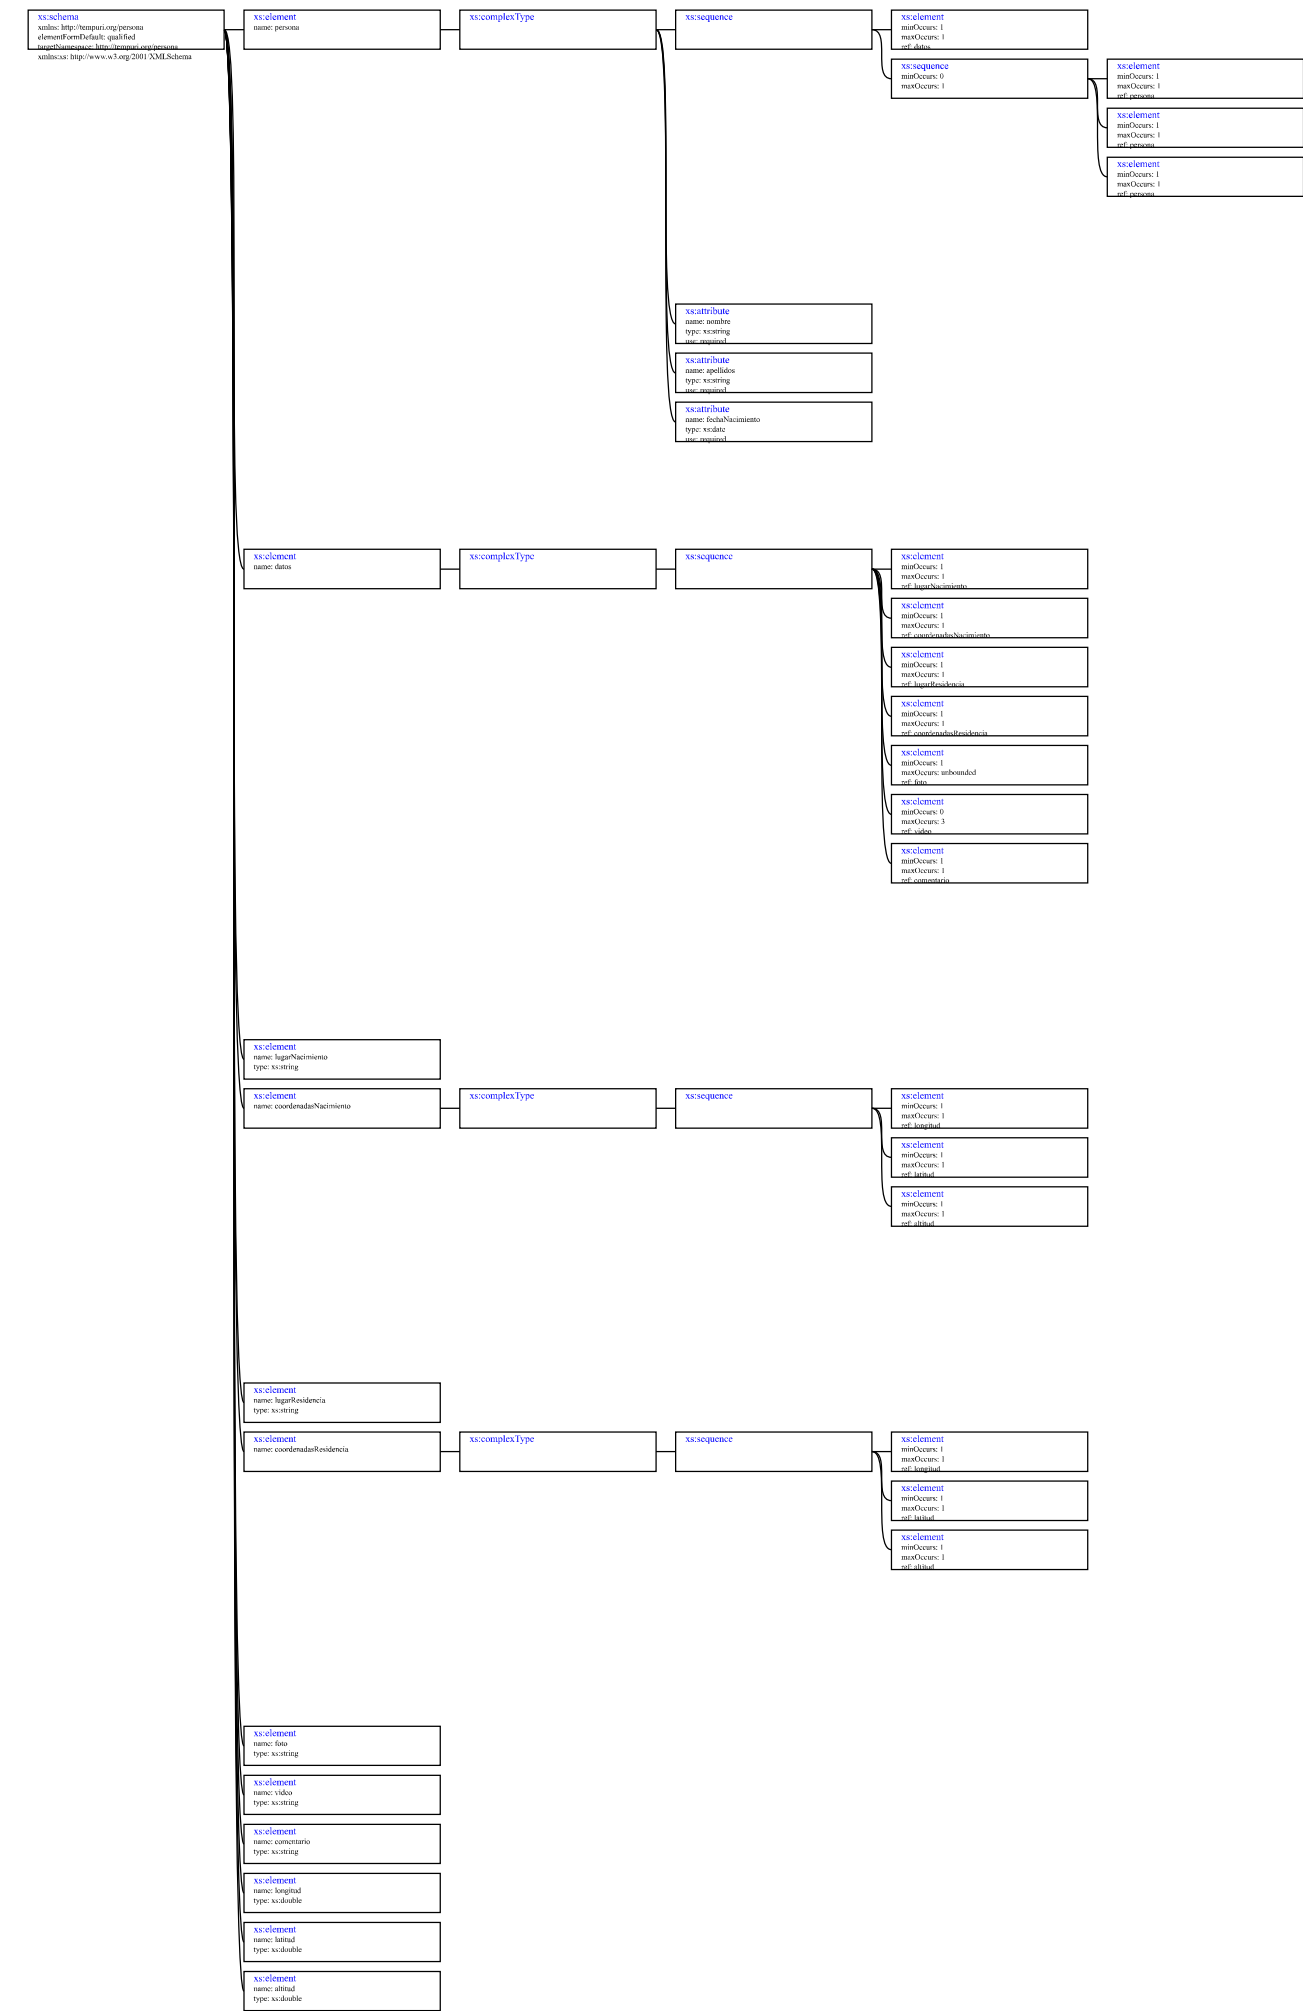 xs:schema
xmlns: http://tempuri.org/persona
elementFormDefault: qualified
targetNamespace: http://tempuri.org/persona
xmlns:xs: http://www.w3.org/2001/XMLSchema
xs:element
name: persona
xs:complexType
xs:sequence
xs:element
minOccurs: 1
maxOccurs: 1
ref: datos
xs:sequence
minOccurs: 0
maxOccurs: 1
xs:element
minOccurs: 1
maxOccurs: 1
ref: persona
xs:element
minOccurs: 1
maxOccurs: 1
ref: persona
xs:element
minOccurs: 1
maxOccurs: 1
ref: persona
xs:attribute
name: nombre
type: xs:string
use: required
xs:attribute
name: apellidos
type: xs:string
use: required
xs:attribute
name: fechaNacimiento
type: xs:date
use: required
xs:element
name: datos
xs:complexType
xs:sequence
xs:element
minOccurs: 1
maxOccurs: 1
ref: lugarNacimiento
xs:element
minOccurs: 1
maxOccurs: 1
ref: coordenadasNacimiento
xs:element
minOccurs: 1
maxOccurs: 1
ref: lugarResidencia
xs:element
minOccurs: 1
maxOccurs: 1
ref: coordenadasResidencia
xs:element
minOccurs: 1
maxOccurs: unbounded
ref: foto
xs:element
minOccurs: 0
maxOccurs: 3
ref: video
xs:element
minOccurs: 1
maxOccurs: 1
ref: comentario
xs:element
name: lugarNacimiento
type: xs:string
xs:element
name: coordenadasNacimiento
xs:complexType
xs:sequence
xs:element
minOccurs: 1
maxOccurs: 1
ref: longitud
xs:element
minOccurs: 1
maxOccurs: 1
ref: latitud
xs:element
minOccurs: 1
maxOccurs: 1
ref: altitud
xs:element
name: lugarResidencia
type: xs:string
xs:element
name: coordenadasResidencia
xs:complexType
xs:sequence
xs:element
minOccurs: 1
maxOccurs: 1
ref: longitud
xs:element
minOccurs: 1
maxOccurs: 1
ref: latitud
xs:element
minOccurs: 1
maxOccurs: 1
ref: altitud
xs:element
name: foto
type: xs:string
xs:element
name: video
type: xs:string
xs:element
name: comentario
type: xs:string
xs:element
name: longitud
type: xs:double
xs:element
name: latitud
type: xs:double
xs:element
name: altitud
type: xs:double